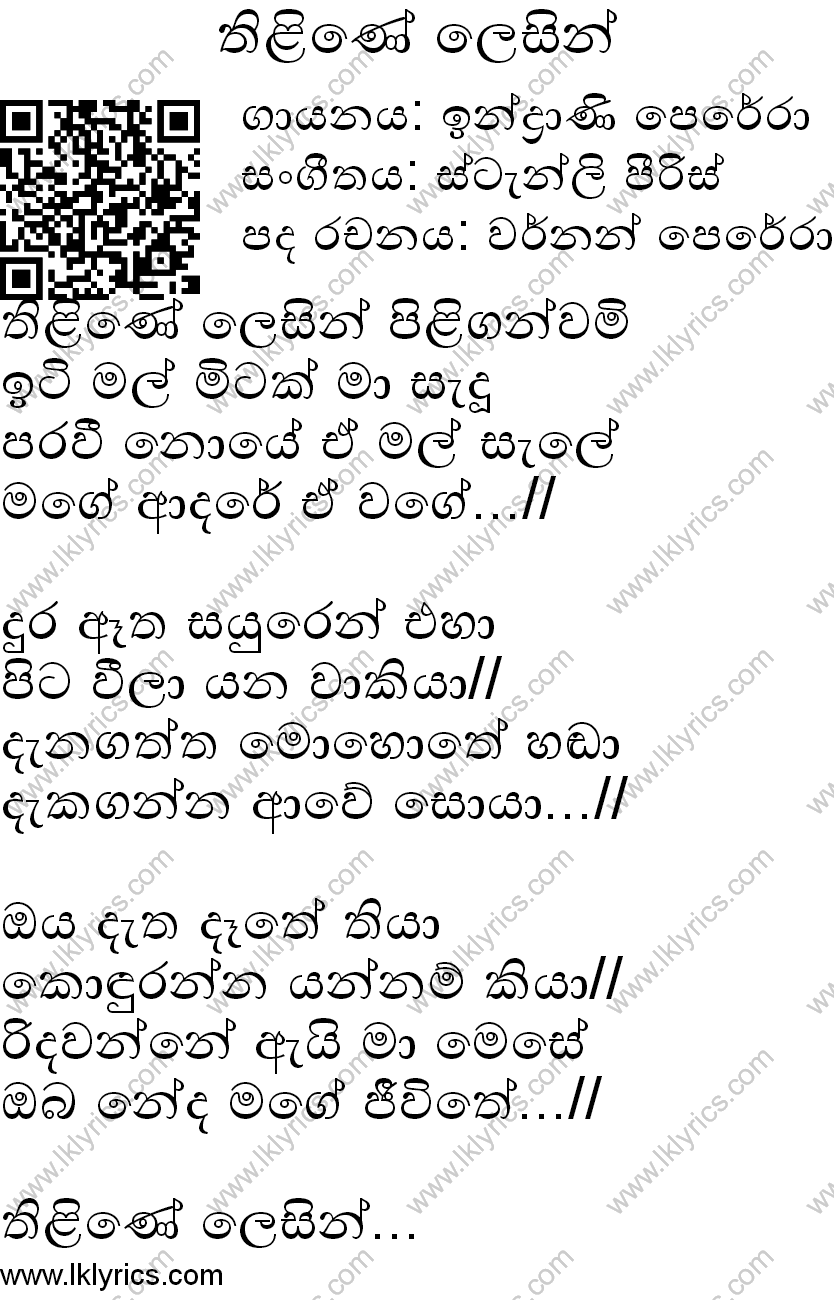 තිළිණේ ලෙසින්
ගායනය: ඉන්ද්‍රාණි පෙරේරා
සංගීතය: ස්ටැන්ලි පීරිස්
පද රචනය: වර්නන් පෙරේරා
තිළිණේ ලෙසින් පිළිගන්වමි
ඉටි මල් මිටක් මා සැදූ
පරවී නොයේ ඒ මල් සැලේ
මගේ ආදරේ ඒ වගේ...//
දුර ඈත සයුරෙන් එහා
පිට වීලා යන වාකියා//
දැනගත්ත මොහොතේ හඬා
දැකගන්න ආවේ සොයා...//
ඔය දැත දෑතේ තියා
කොඳුරන්න යන්නම් කියා//
රිදවන්නේ ඇයි මා මෙසේ
ඔබ නේද මගේ ජීවිතේ...//
තිළිණේ ලෙසින්...
www.lklyrics.com